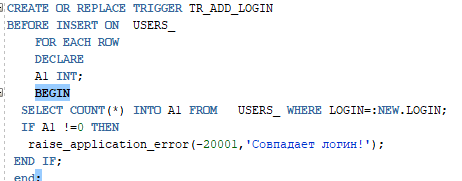 CREATE OR REPLACE TRIGGER TR_ADD_LOGIN
BEFORE INSERT ON  USERS_
FOR EACH ROW
DECLARE
A1 INT;
BEGIN
SELECT COUNT(*) INTO A1 FROM   USERS_ WHERE LOGIN=:NEW.LOGIN;
IF A1 !=0 THEN
raise_application_error(-20001,'Совпадает логин!');
END IF;
end;